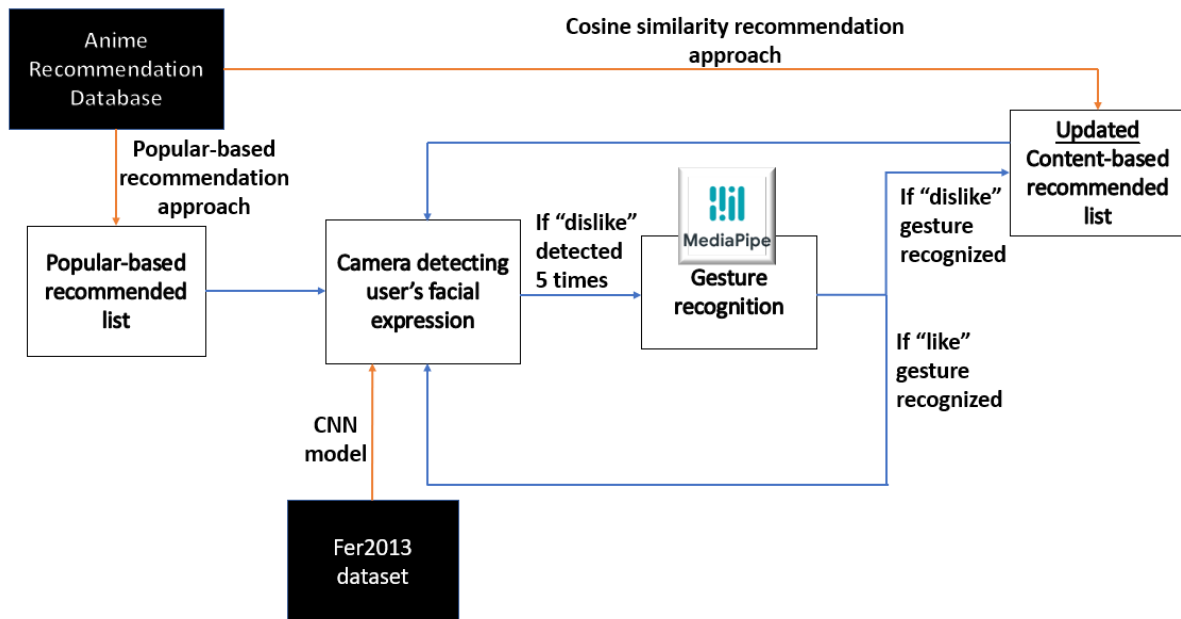 Anime
Recommendation
Database
Cosine similarity recommendation
approach
Popular-based
recommendation
approach
Updated
Content-based
recommended
list
Popular-based
recommended
list
Camera detecting
user’s facial
expression
If “dislike”
detected
5 times
MediaPipe
Gesture
recognition
If “dislike”
gesture
recognized
If “like”
gesture
recognized
CNN
model
Fer2013
dataset